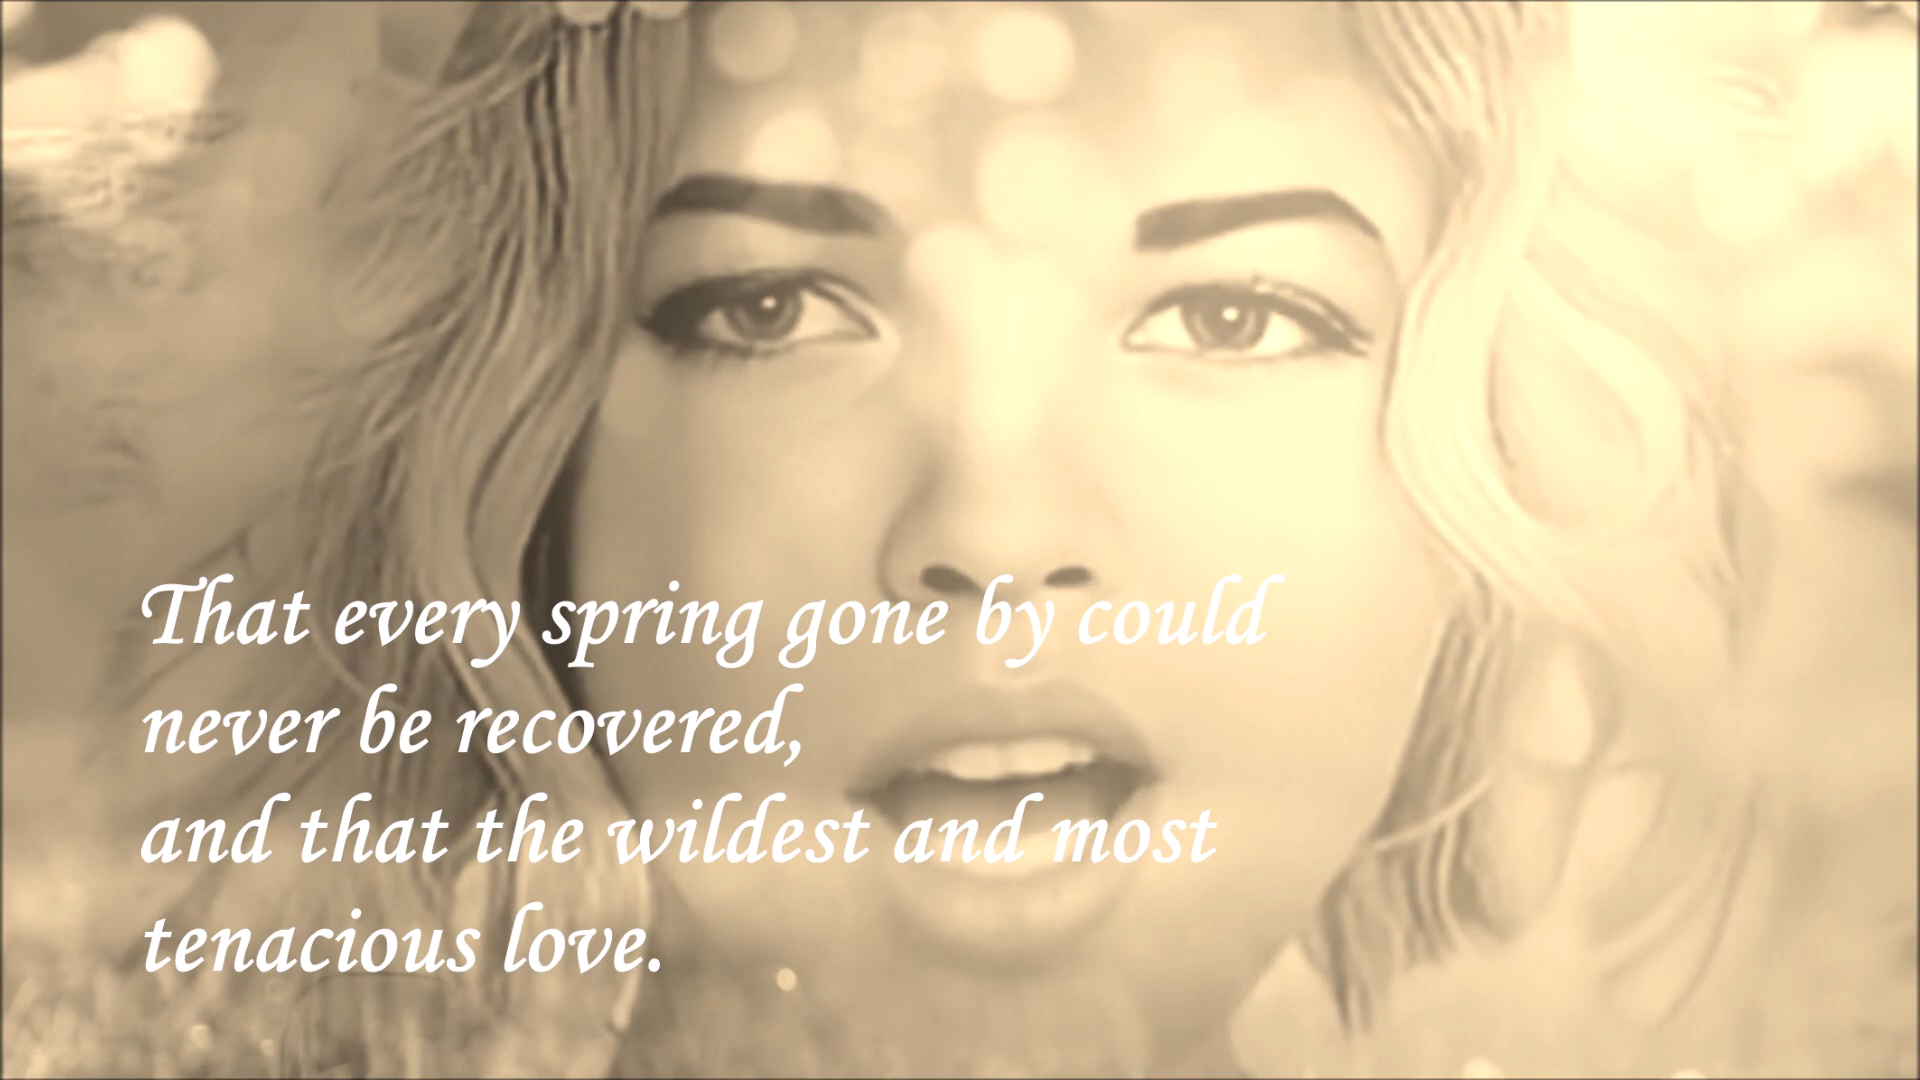 That every spring gone by could
never be recovered,
and that the wildest and most
tenacious love.